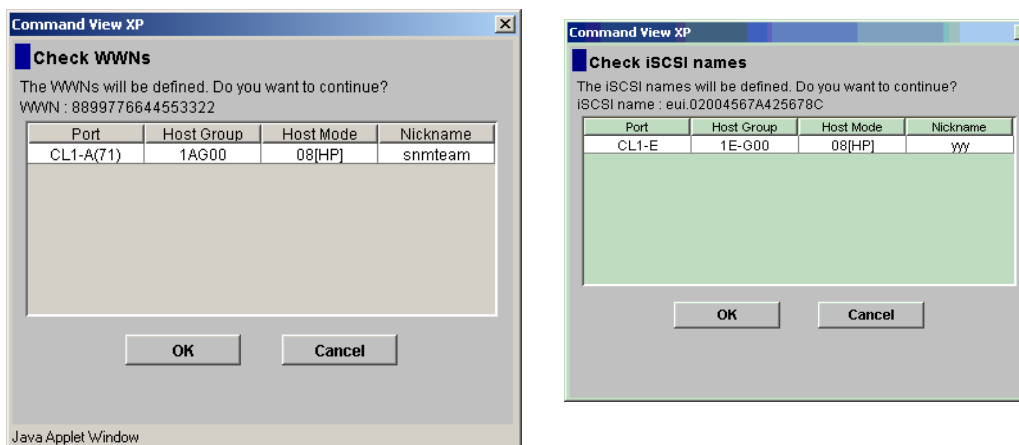 Command View XP
Check WWNs
The WWNs will be defined. Do you want to continue?
WWN : 8899776644553322
Port Host Group Host Mode Nickname
CL1-A(71) 1AG00 08[HP] snmteam
OK Cancel
Java Applet Window
Command View XP
Check iSCSI names
The iSCSI names will be defined. Do you want to continue?
iSCSI name : eui.02004567A425678C
Port Host Group Host Mode Nickname
CL1-E 1E-G00 08[HP] yyy
OK Cancel